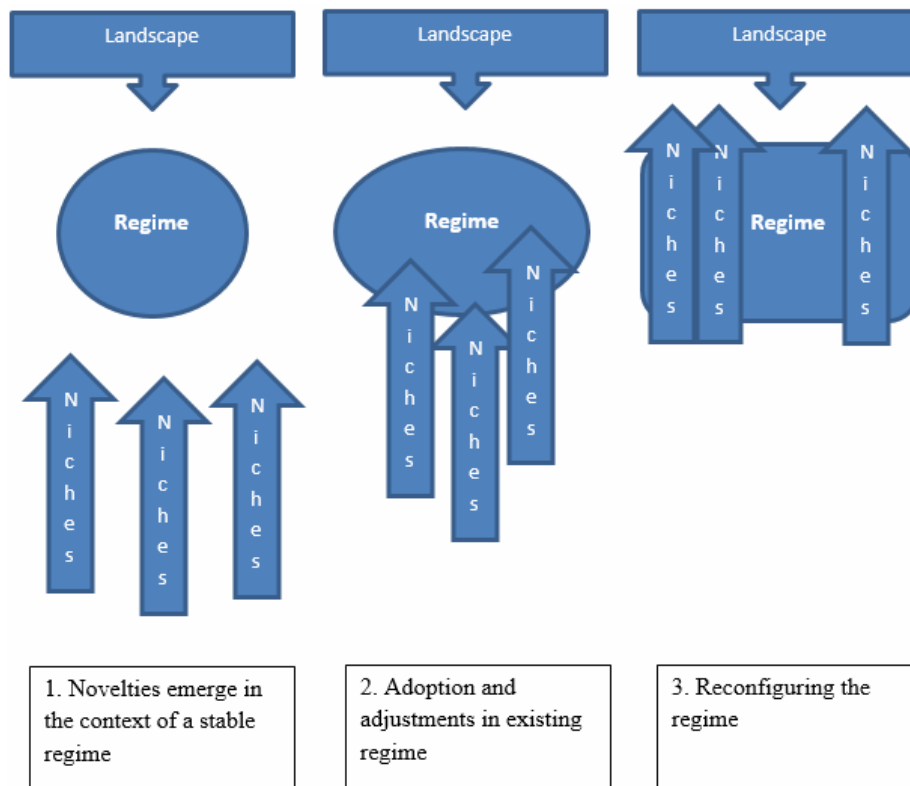 Landscape
Landscape
Landscape
Regime
Regime
Regime
Niches
Niches
Niches
Niches
Niches
Niches
Niches
Niches
Niches
1. Novelties emerge in
the context of a stable
regime
2. Adoption and
adjustments in existing
regime
3. Reconfiguring the
regime